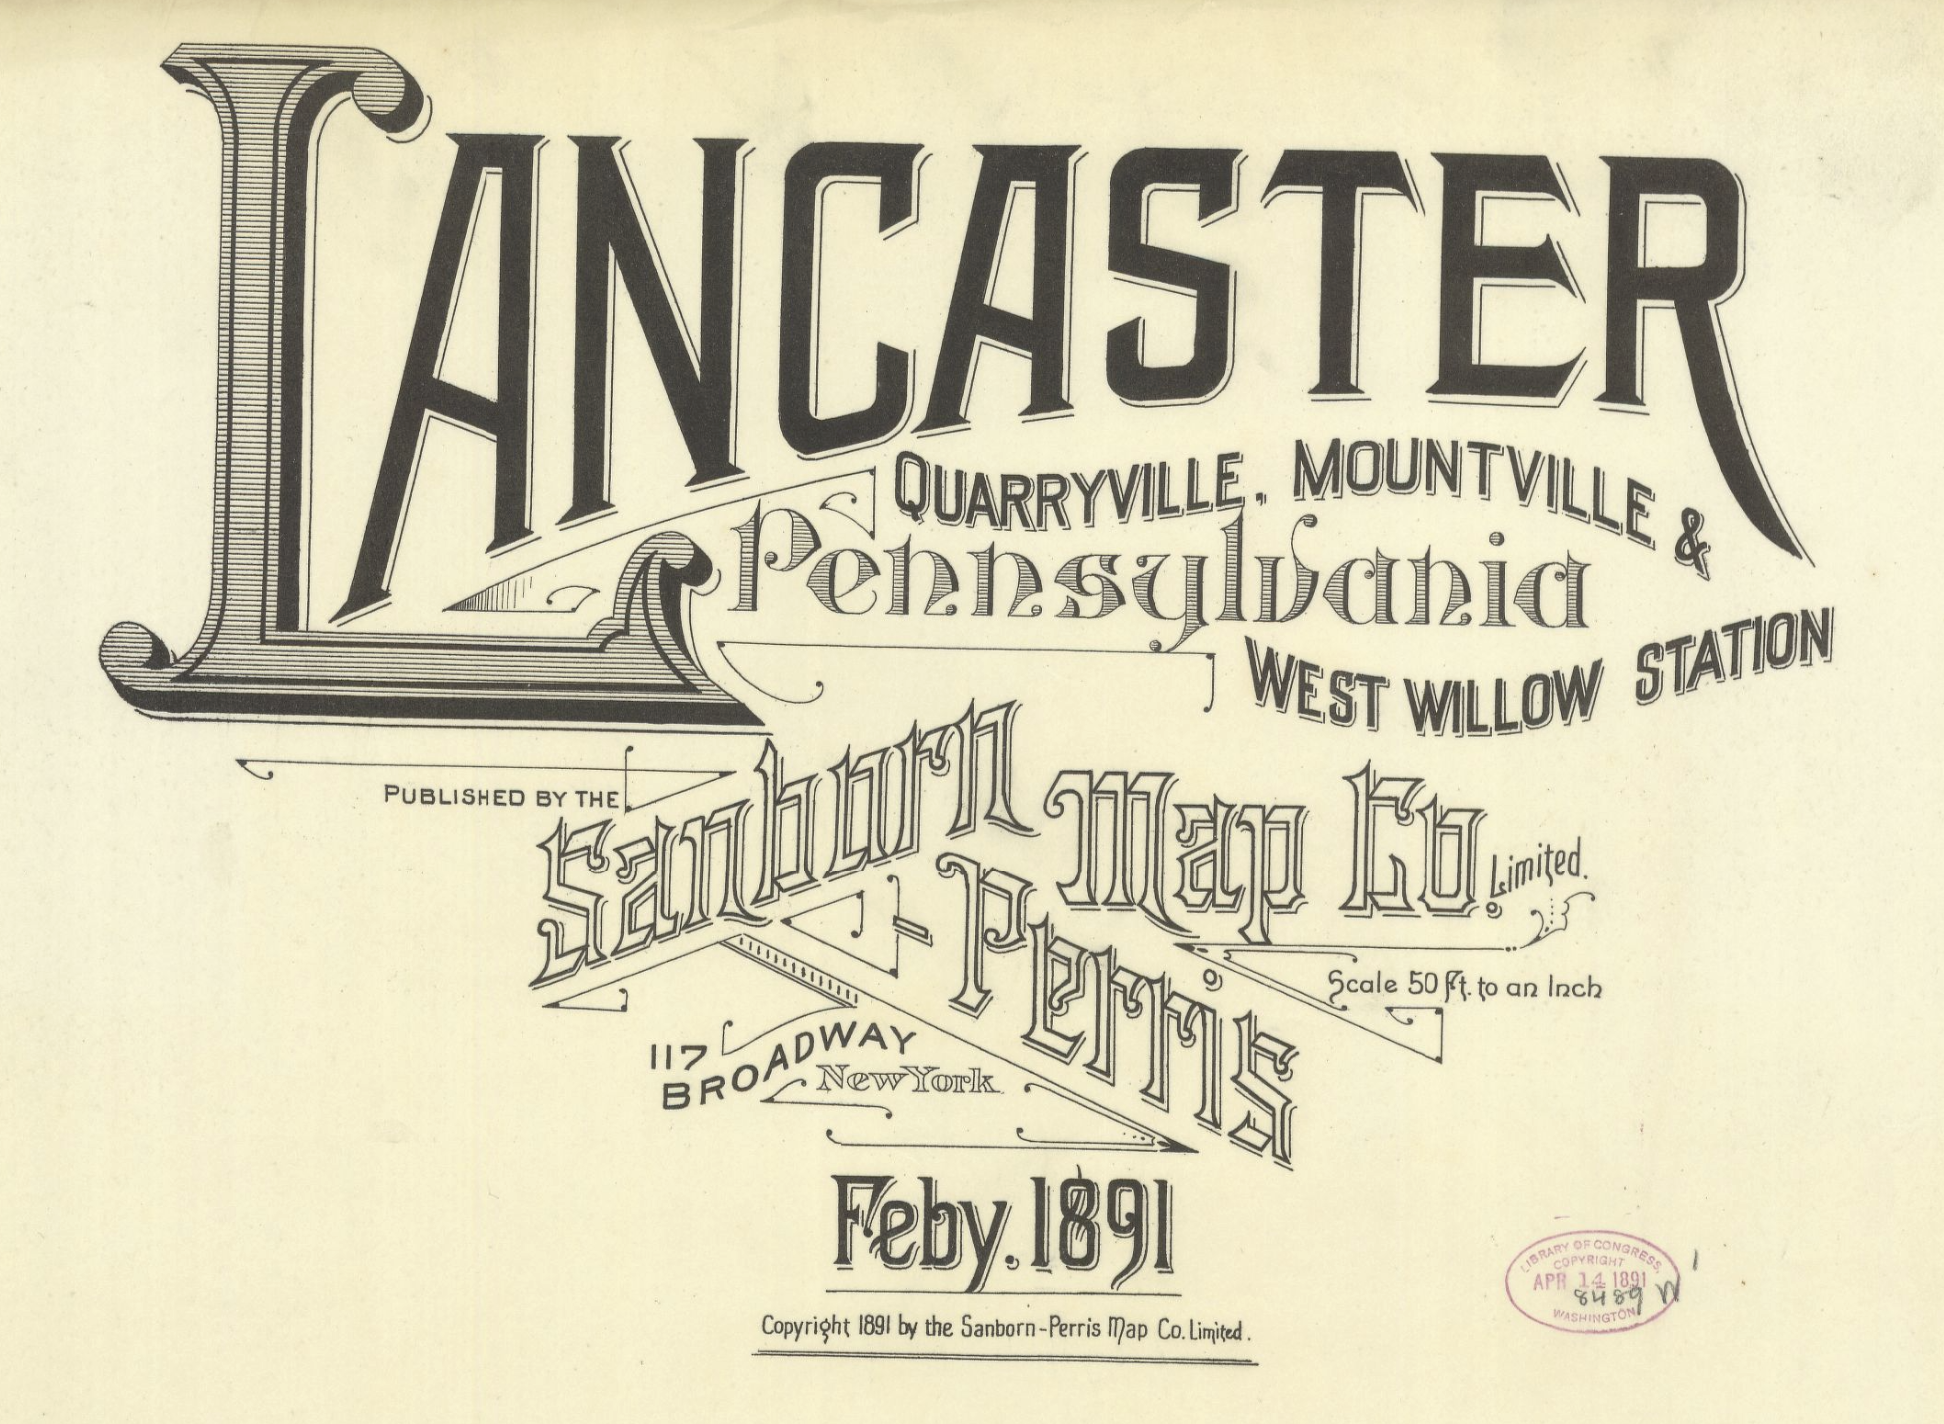 LANCASTER
QUARRYVILLE, MOUNTVILLE &
Pennsylvania
WEST WILLOW STATION
PUBLISHED BY THE
Sanborn - Perris Map Co. Limited.
Scale 50 ft. to an Inch
117 BROADWAY
New York
Feby. 1891
Copyright 1891 by the Sanborn-Perris Map Co. Limited.
LIBRARY OF CONGRESS,
COPYRIGHT
APR 14 1891
8489
WASHINGTON